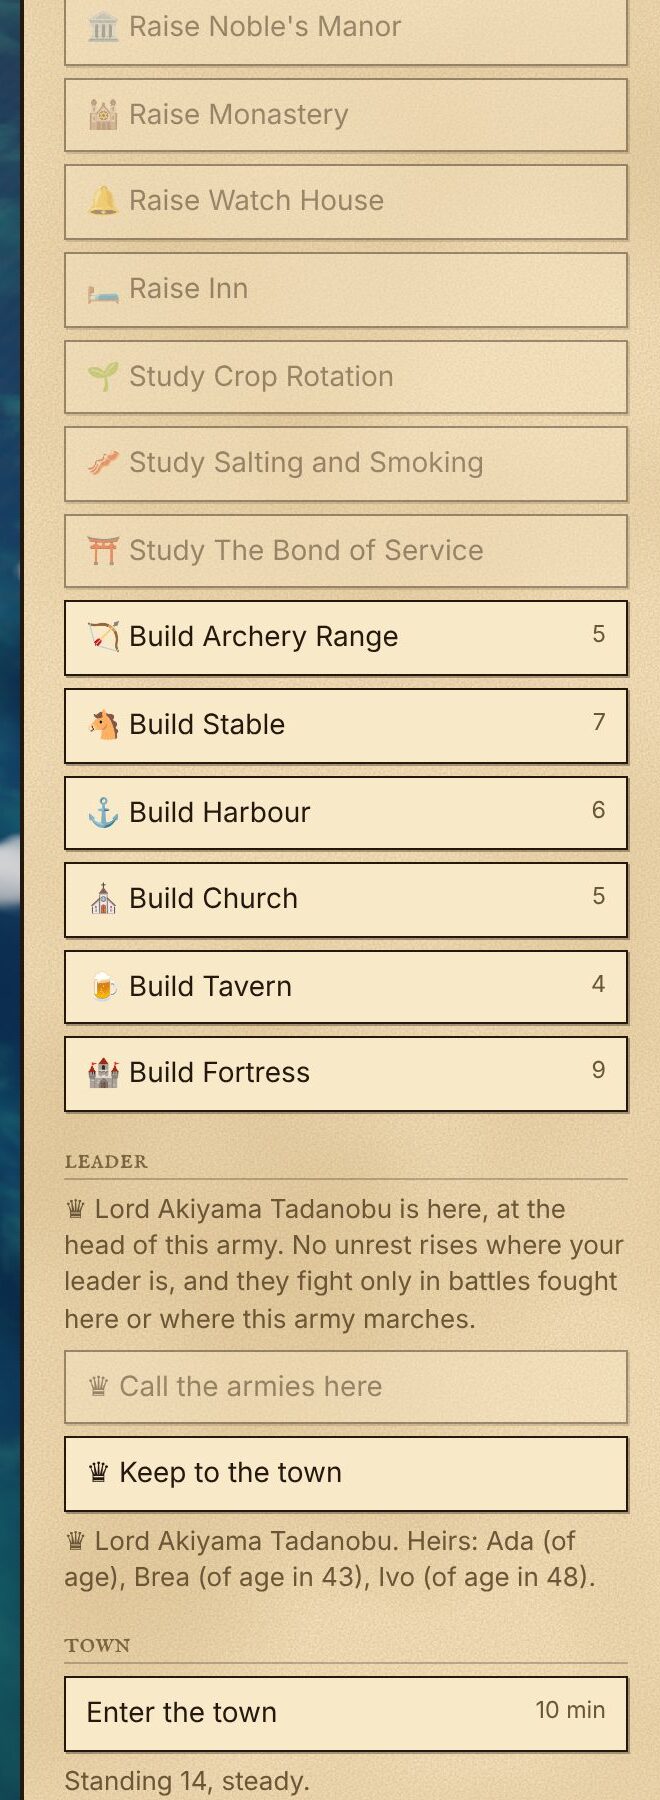 🏛️ Raise Noble's Manor
🕍 Raise Monastery
🔔 Raise Watch House
🛏️ Raise Inn
🌱 Study Crop Rotation
🥓 Study Salting and Smoking
⛩️ Study The Bond of Service
🏹 Build Archery Range 5
🐴 Build Stable 7
⚓ Build Harbour 6
⛪ Build Church 5
🍺 Build Tavern 4
🏰 Build Fortress 9
LEADER
♛ Lord Akiyama Tadanobu is here, at the
head of this army. No unrest rises where your
leader is, and they fight only in battles fought
here or where this army marches.
♛ Call the armies here
♛ Keep to the town
♛ Lord Akiyama Tadanobu. Heirs: Ada (of
age), Brea (of age in 43), Ivo (of age in 48).
TOWN
Enter the town 10 min
Standing 14, steady.